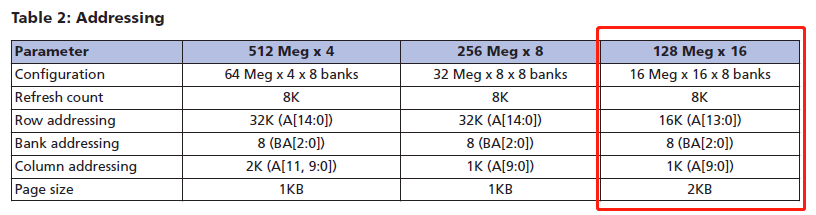 Table 2: Addressing
Parameter 512 Meg x 4 256 Meg x 8 128 Meg x 16
Configuration 64 Meg x 4 x 8 banks 32 Meg x 8 x 8 banks 16 Meg x 16 x 8 banks
Refresh count 8K 8K 8K
Row addressing 32K (A[14:0]) 32K (A[14:0]) 16K (A[13:0])
Bank addressing 8 (BA[2:0]) 8 (BA[2:0]) 8 (BA[2:0])
Column addressing 2K (A[11, 9:0]) 1K (A[9:0]) 1K (A[9:0])
Page size 1KB 1KB 2KB